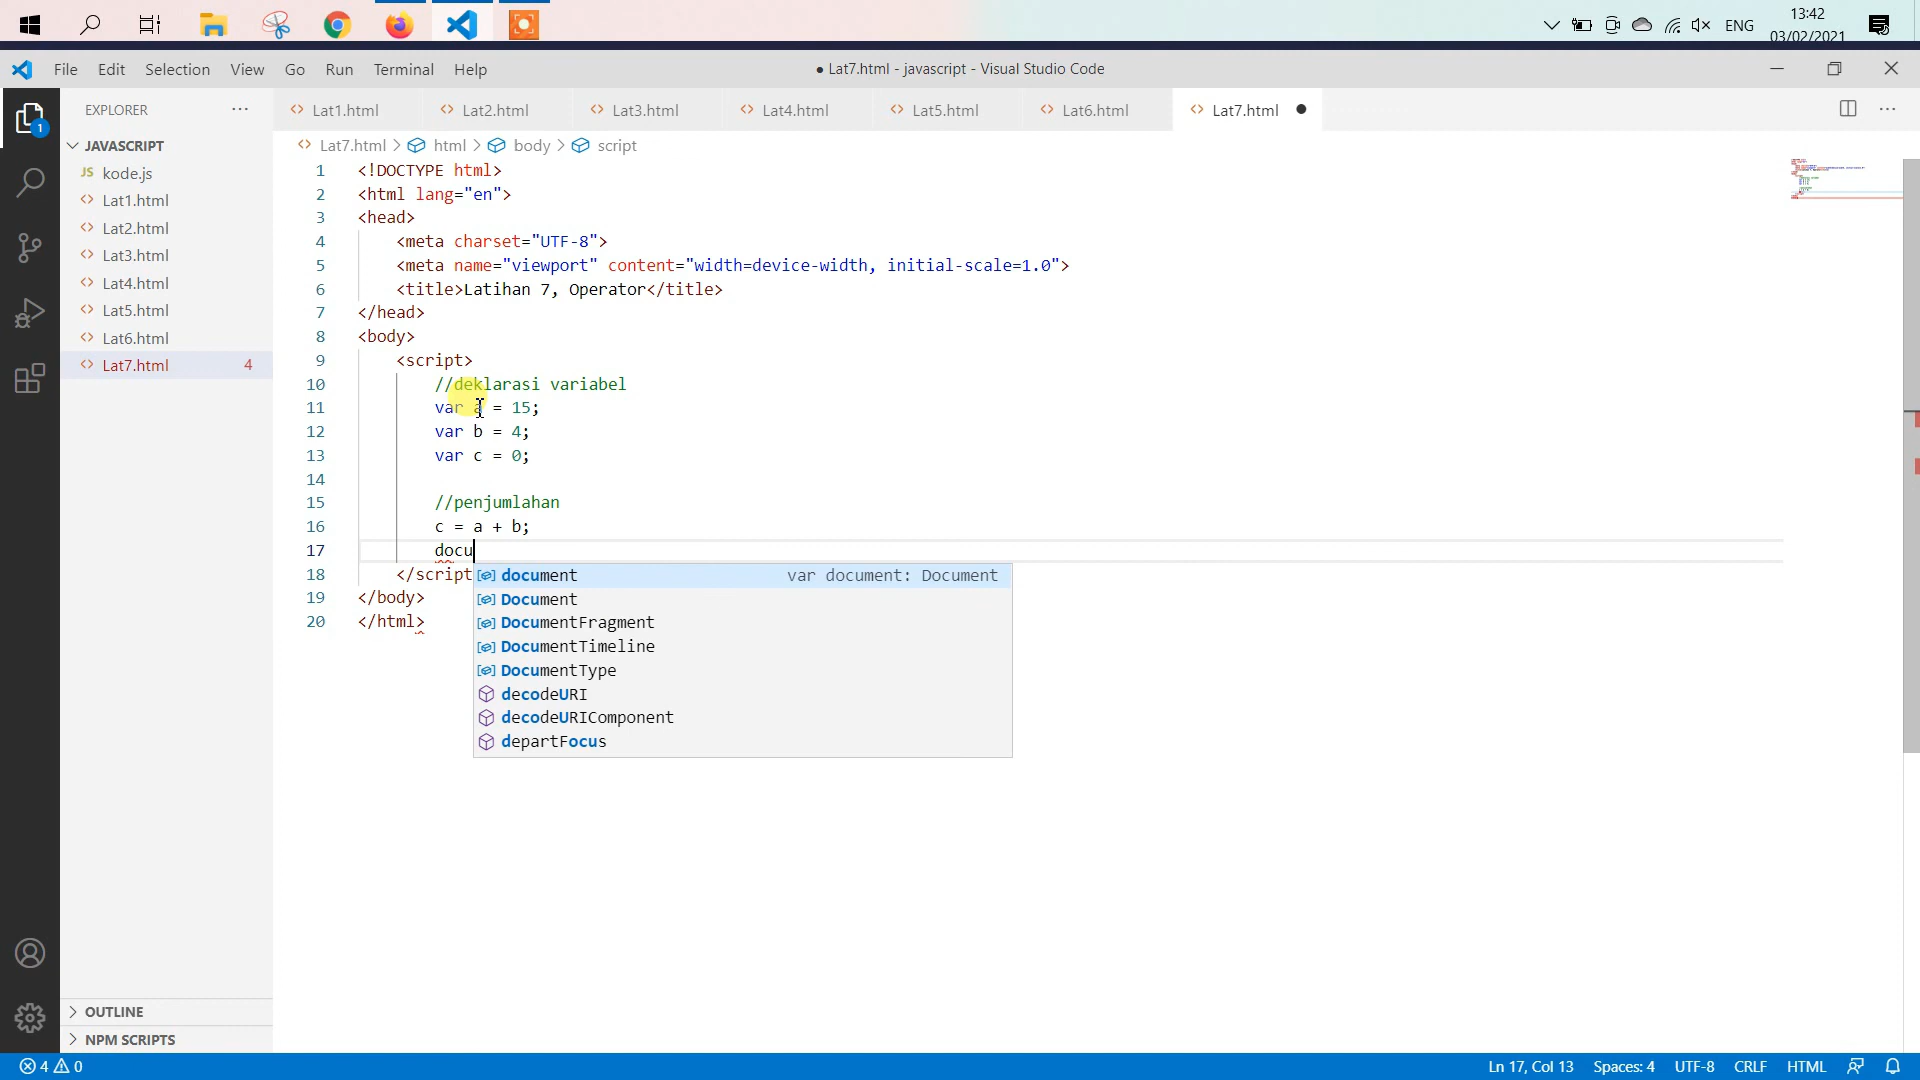 13:42
ENG
03/02/2021
File Edit Selection View Go Run Terminal Help
● Lat7.html - javascript - Visual Studio Code
EXPLORER ...
Lat1.html Lat2.html Lat3.html Lat4.html Lat5.html Lat6.html Lat7.html ●
1
JAVASCRIPT
JS kode.js
Lat1.html
Lat2.html
Lat3.html
Lat4.html
Lat5.html
Lat6.html
Lat7.html 4
OUTLINE
NPM SCRIPTS
Lat7.html > html > body > script
1 <!DOCTYPE html>
2 <html lang="en">
3 <head>
4 <meta charset="UTF-8">
5 <meta name="viewport" content="width=device-width, initial-scale=1.0">
6 <title>Latihan 7, Operator</title>
7 </head>
8 <body>
9 <script>
10 //deklarasi variabel
11 var a = 15;
12 var b = 4;
13 var c = 0;
14
15 //penjumlahan
16 c = a + b;
17 docu
18 </script
19 </body>
20 </html>
document var document: Document
Document
DocumentFragment
DocumentTimeline
DocumentType
decodeURI
decodeURIComponent
departFocus
4 0
Ln 17, Col 13 Spaces: 4 UTF-8 CRLF HTML